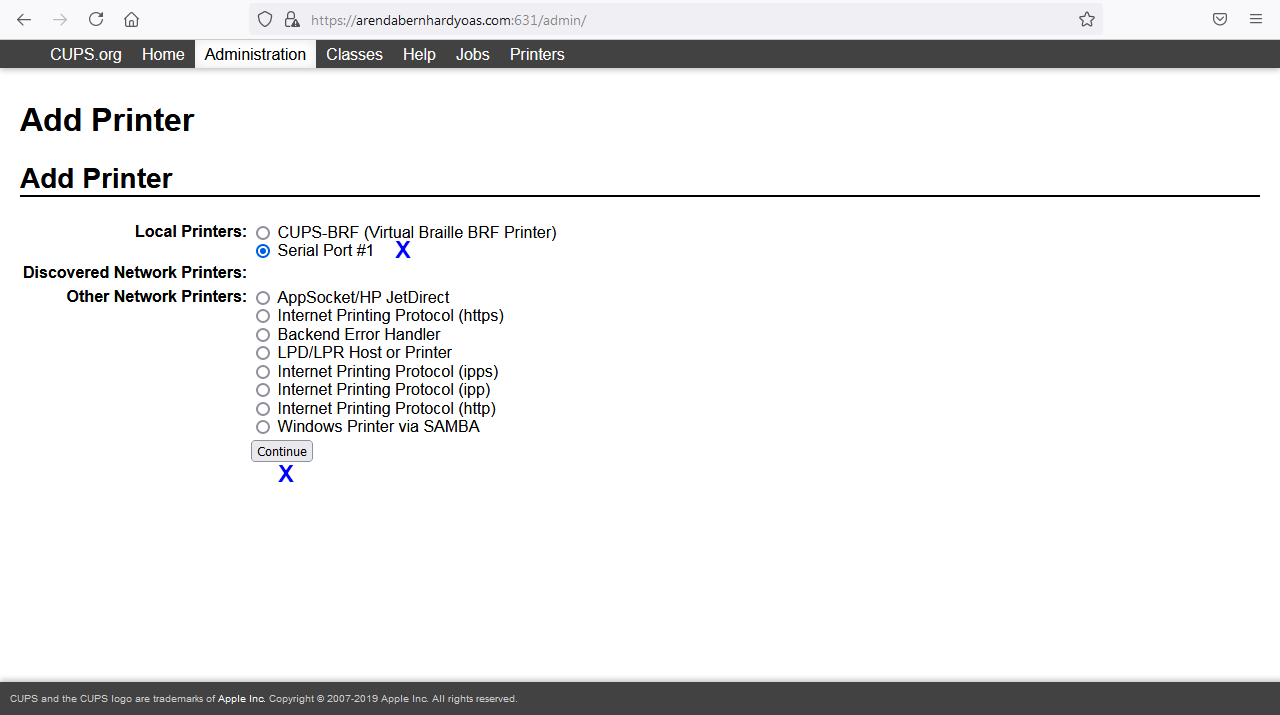 https://arendabernhardyoas.com:631/admin/
CUPS.org Home Administration Classes Help Jobs Printers
Add Printer
Add Printer
Local Printers: CUPS-BRF (Virtual Braille BRF Printer)
Serial Port #1 X
Discovered Network Printers:
Other Network Printers: AppSocket/HP JetDirect
Internet Printing Protocol (https)
Backend Error Handler
LPD/LPR Host or Printer
Internet Printing Protocol (ipps)
Internet Printing Protocol (ipp)
Internet Printing Protocol (http)
Windows Printer via SAMBA
Continue
X
CUPS and the CUPS logo are trademarks of Apple Inc. Copyright © 2007-2019 Apple Inc. All rights reserved.